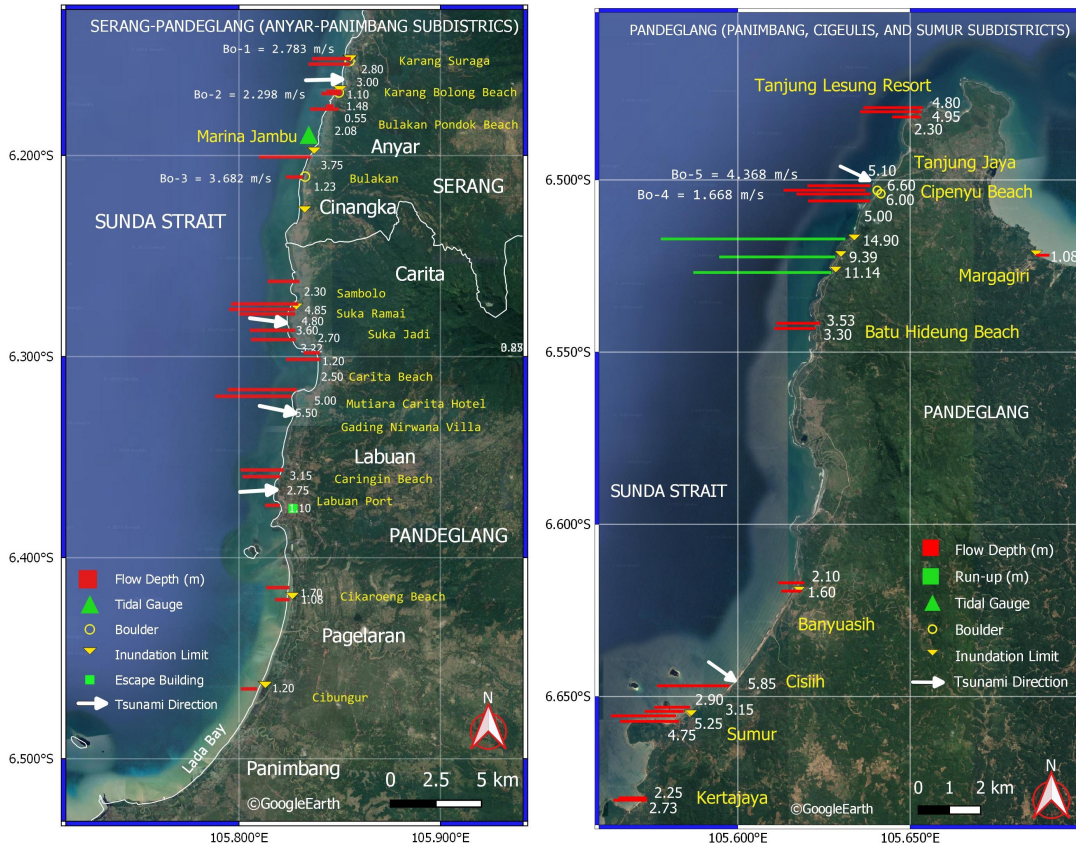 SERANG-PANDEGLANG (ANYAR-PANIMBANG SUBDISTRICS)
Bo-1 = 2.783 m/s
2.80
Karang Suraga
3.00
Bo-2 = 2.298 m/s
1.10
Karang Bolong Beach
1.48
0.55
Bulakan Pondok Beach
2.08
Marina Jambu
Anyar
6.200°S
3.75
Bo-3 = 3.682 m/s
1.23
Bulakan
SERANG
Cinangka
SUNDA STRAIT
Carita
2.30
Sambolo
4.85
Suka Ramai
4.80
3.60
2.70
Suka Jadi
3.22
6.300°S
1.20
2.50
Carita Beach
5.00
Mutiara Carita Hotel
5.50
Gading Nirwana Villa
Labuan
3.15
Caringin Beach
2.75
Labuan Port
1.10
PANDEGLANG
6.400°S
Flow Depth (m)
Tidal Gauge
Boulder
Inundation Limit
Escape Building
Tsunami Direction
1.70
1.08
Cikaroeng Beach
Pagelaran
1.20
Cibungur
6.500°S
Lada Bay
Panimbang
N
0 2.5 5 km
©GoogleEarth
105.800°E 105.900°E
PANDEGLANG (PANIMBANG, CIGEULIS, AND SUMUR SUBDISTRICTS)
Tanjung Lesung Resort
4.80
4.95
2.30
Tanjung Jaya
5.10
Bo-5 = 4.368 m/s
6.500°S
6.60
Bo-4 = 1.668 m/s
6.00
Cipenyu Beach
5.00
14.90
9.39
1.08
11.14
Margagiri
3.53
3.30
Batu Hideung Beach
6.550°S
PANDEGLANG
SUNDA STRAIT
6.600°S
Flow Depth (m)
Run-up (m)
Tidal Gauge
Boulder
Inundation Limit
Tsunami Direction
2.10
1.60
Banyuasih
5.85
Cisiih
6.650°S
2.90
3.15
5.25
4.75
Sumur
2.25
2.73
Kertajaya
N
0 1 2 km
©GoogleEarth
105.600°E 105.650°E